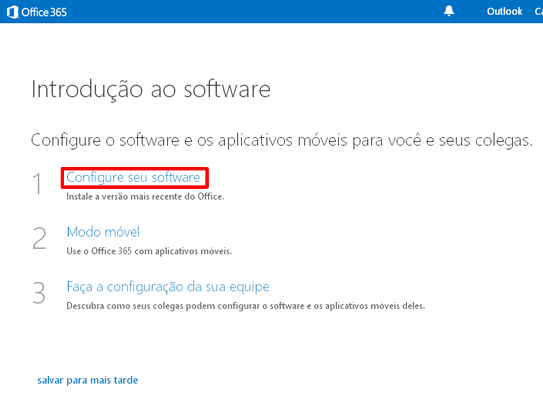 Office 365
Outlook Ca
Introdução ao software
Configure o software e os aplicativos móveis para você e seus colegas.
1 Configure seu software
Instale a versão mais recente do Office.
2 Modo móvel
Use o Office 365 com aplicativos móveis.
3 Faça a configuração da sua equipe
Descubra como seus colegas podem configurar o software e os aplicativos móveis deles.
salvar para mais tarde